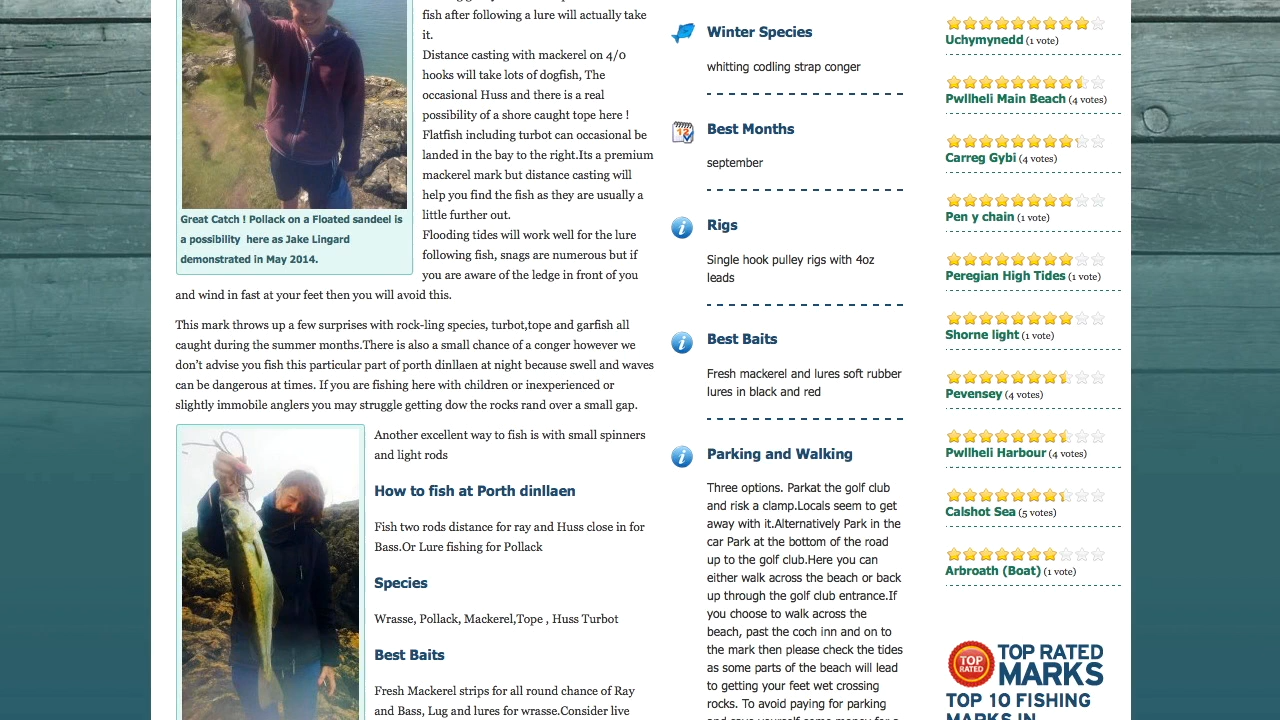 fish after following a lure will actually take
it.
Distance casting with mackerel on 4/0
hooks will take lots of dogfish, The
occasional Huss and there is a real
possibility of a shore caught tope here !
Flatfish including turbot can occasional be
landed in the bay to the right.Its a premium
mackerel mark but distance casting will
help you find the fish as they are usually a
little further out.
Flooding tides will work well for the lure
following fish, snags are numerous but if
you are aware of the ledge in front of you
and wind in fast at your feet then you will avoid this.
Great Catch ! Pollack on a Floated sandeel is
a possibility here as Jake Lingard
demonstrated in May 2014.
This mark throws up a few surprises with rock-ling species, turbot,tope and garfish all
caught durins the last months.There is also a small chance of a conger however we
don't advise you fish this particular part of porth dinllaen at night because swell and waves
can be dangerous at times. If you are fishing here with children or inexperienced or
slightly immobile anglers you may struggle getting dow the rocks rand over a small gap.
Another excellent way to fish is with small spinners
and light rods
How to fish at Porth dinllaen
Fish two rods distance for ray and Huss close in for
Bass.Or Lure fishing for Pollack
Species
Wrasse, Pollack, Mackerel,Tope , Huss Turbot
Best Baits
Fresh Mackerel strips for all round chance of Ray
and Bass, Lug and lures for wrasse.Consider live
Winter Species
whitting codling strap conger
Best Months
september
Rigs
Single hook pulley rigs with 4oz
leads
Best Baits
Fresh mackerel and lures soft rubber
lures in black and red
Parking and Walking
Three options. Parkat the golf club
and risk a clamp.Locals seem to get
away with it.Alternatively Park in the
car Park at the bottom of the road
up to the golf club.Here you can
either walk across the beach or back
up through the golf club entrance.If
you choose to walk across the
beach, past the coch inn and on to
the mark then please check the tides
as some parts of the beach will lead
to getting your feet wet crossing
rocks. To avoid paying for parking
and save yourself some money for a
Uchymynedd (1 vote)
Pwllheli Main Beach (4 votes)
Carreg Gybi (4 votes)
Pen y chain (1 vote)
Peregian High Tides (1 vote)
Shorne light (1 vote)
Pevensey (4 votes)
Pwllheli Harbour (4 votes)
Calshot Sea (5 votes)
Arbroath (Boat) (1 vote)
TOP RATED
TOP RATED
MARKS
TOP 10 FISHING
MARKS IN